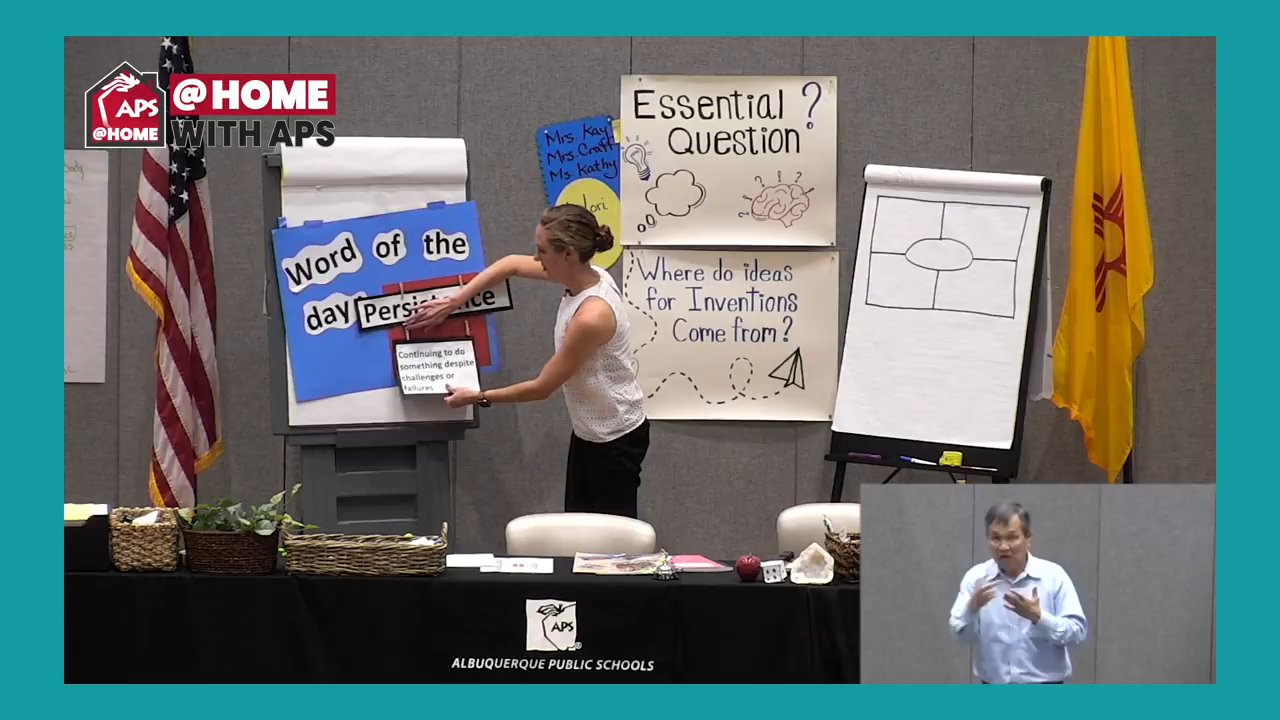 APS
@HOME
@HOME
WITH APS
Mrs. Kay
Mrs. Craft
Ms. Kathy
Lori
Essential ?
Question
Where do ideas
for Inventions
Come from?
Word of the
day
Persistence
Continuing to do
something despite
challenges or
failures
APS
ALBUQUERQUE PUBLIC SCHOOLS